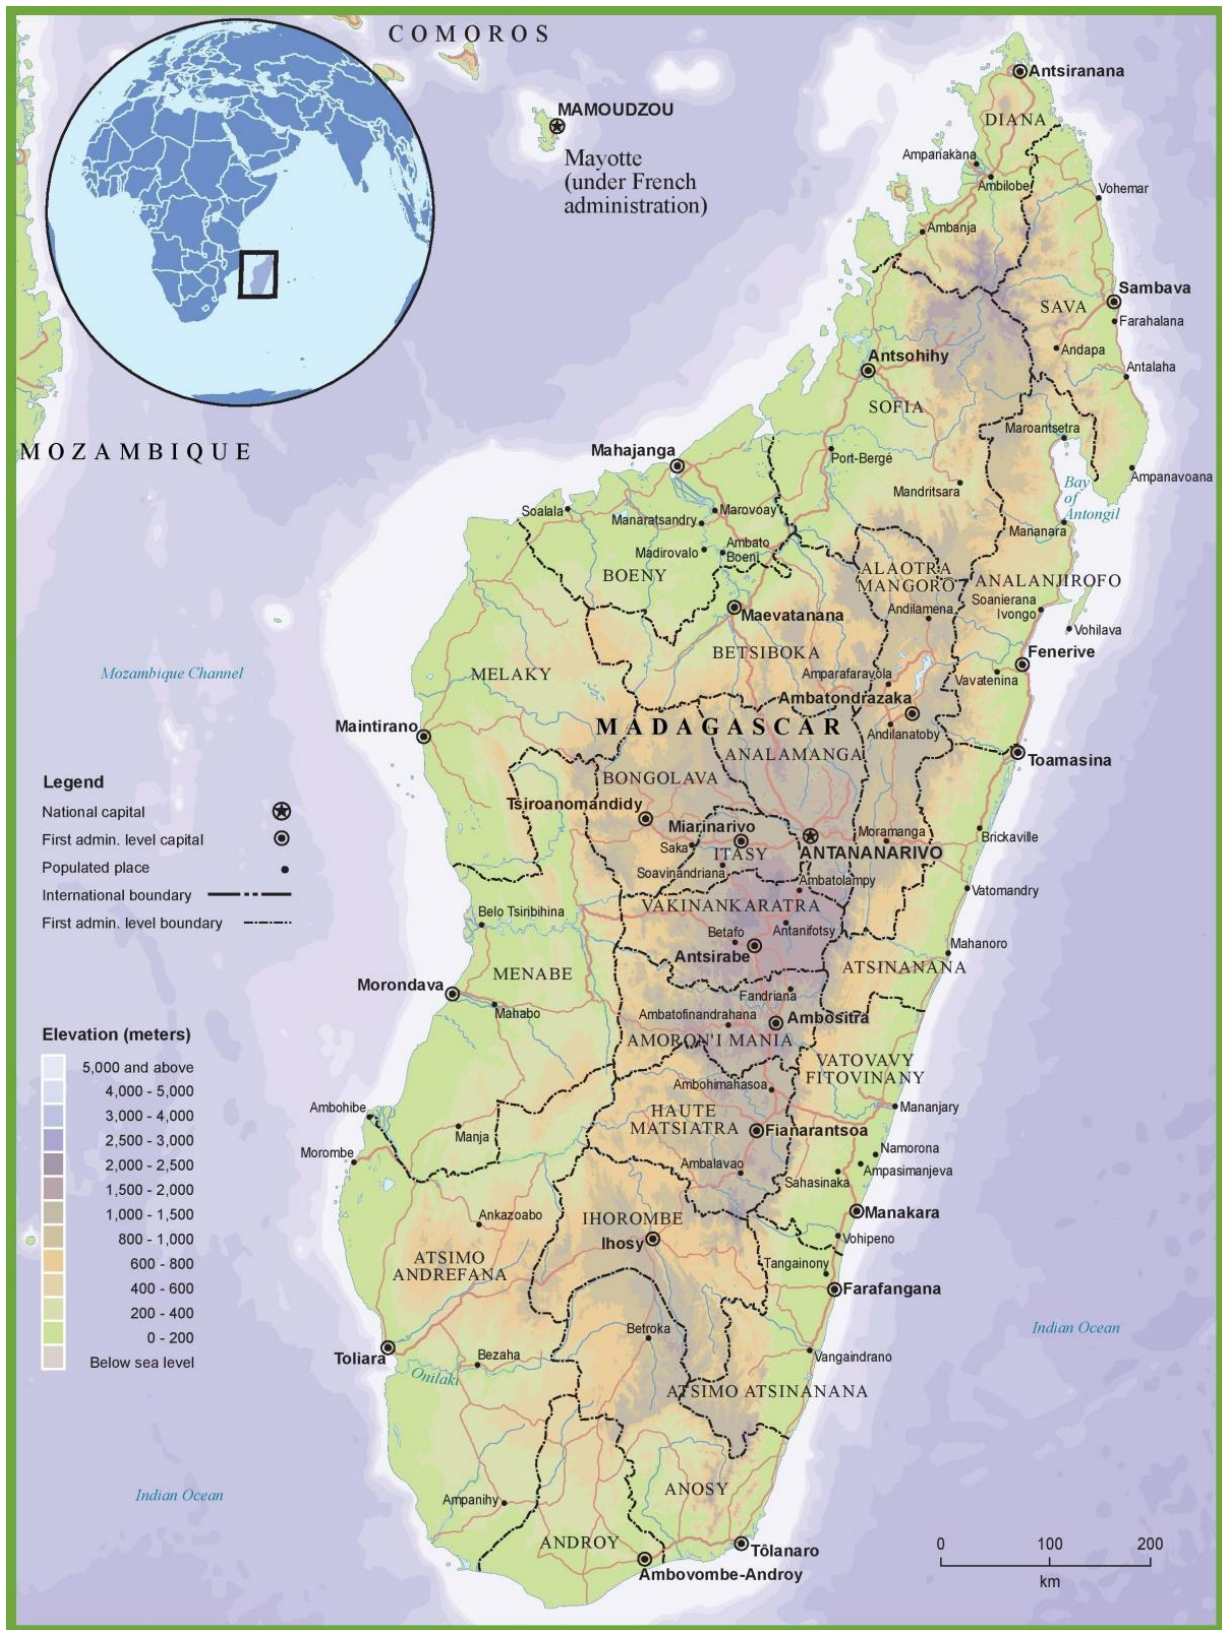 COMOROS
Antsiranana
MAMOUDZOU
DIANA
Mayotte
(under French
administration)
Ampanakana
Ambilobe
Vohemar
Ambanja
Sambava
SAVA
Farahalana
Antsohihy
Andapa
Antalaha
SOFIA
Maroantsetra
MOZAMBIQUE
Mahajanga
Port-Bergé
Ampanavoana
Bay
of
Antongil
Mandritsara
Soalala
Marovoay
Manaratsandry
Mananara
Madirovalo
Ambato
Boeni
BOENY
ALAOTRA
MANGORO
ANALANJIROFO
Andilamena
Soanierana
Ivongo
Maevatanana
Vohilava
BETSIBOKA
Fenerive
Mozambique Channel
MELAKY
Amparafaravola
Vavatenina
Ambatondrazaka
Maintirano
MADAGASCAR
Andilanatoby
ANALAMANGA
Toamasina
BONGOLAVA
Legend
National capital
First admin. level capital
Populated place
International boundary
First admin. level boundary
Tsiroanomandidy
Miarinarivo
Moramanga
Brickaville
Saka
ITASY
ANTANANARIVO
Soavinandriana
Ambatolampy
Vatomandry
VAKINANKARATRA
Belo Tsiribihina
Betafo
Antanifotsy
Mahanoro
Antsirabe
ATSINANANA
MENABE
Morondava
Fandriana
Mahabo
Ambatofinandrahana
Ambositra
AMORON'I MANIA
VATOVAVY
FITOVINANY
Elevation (meters)
5,000 and above
4,000 - 5,000
3,000 - 4,000
2,500 - 3,000
2,000 - 2,500
1,500 - 2,000
1,000 - 1,500
800 - 1,000
600 - 800
400 - 600
200 - 400
0 - 200
Below sea level
Ambohimahasoa
Ambohibe
HAUTE
MATSIATRA
Mananjary
Manja
Fianarantsoa
Morombe
Namorona
Ambalavao
Ampasimanjeva
Sahasinaka
Ankazoabo
IHOROMBE
Manakara
Ihosy
Vohipeno
ATSIMO
ANDREFANA
Tangainony
Farafangana
Betroka
Indian Ocean
Toliara
Bezaha
Vangaindrano
Onilaki
ATSIMO ATSINANANA
ANOSY
Indian Ocean
Ampanihy
ANDROY
Tôlanaro
Ambovombe-Androy
0 100 200
km